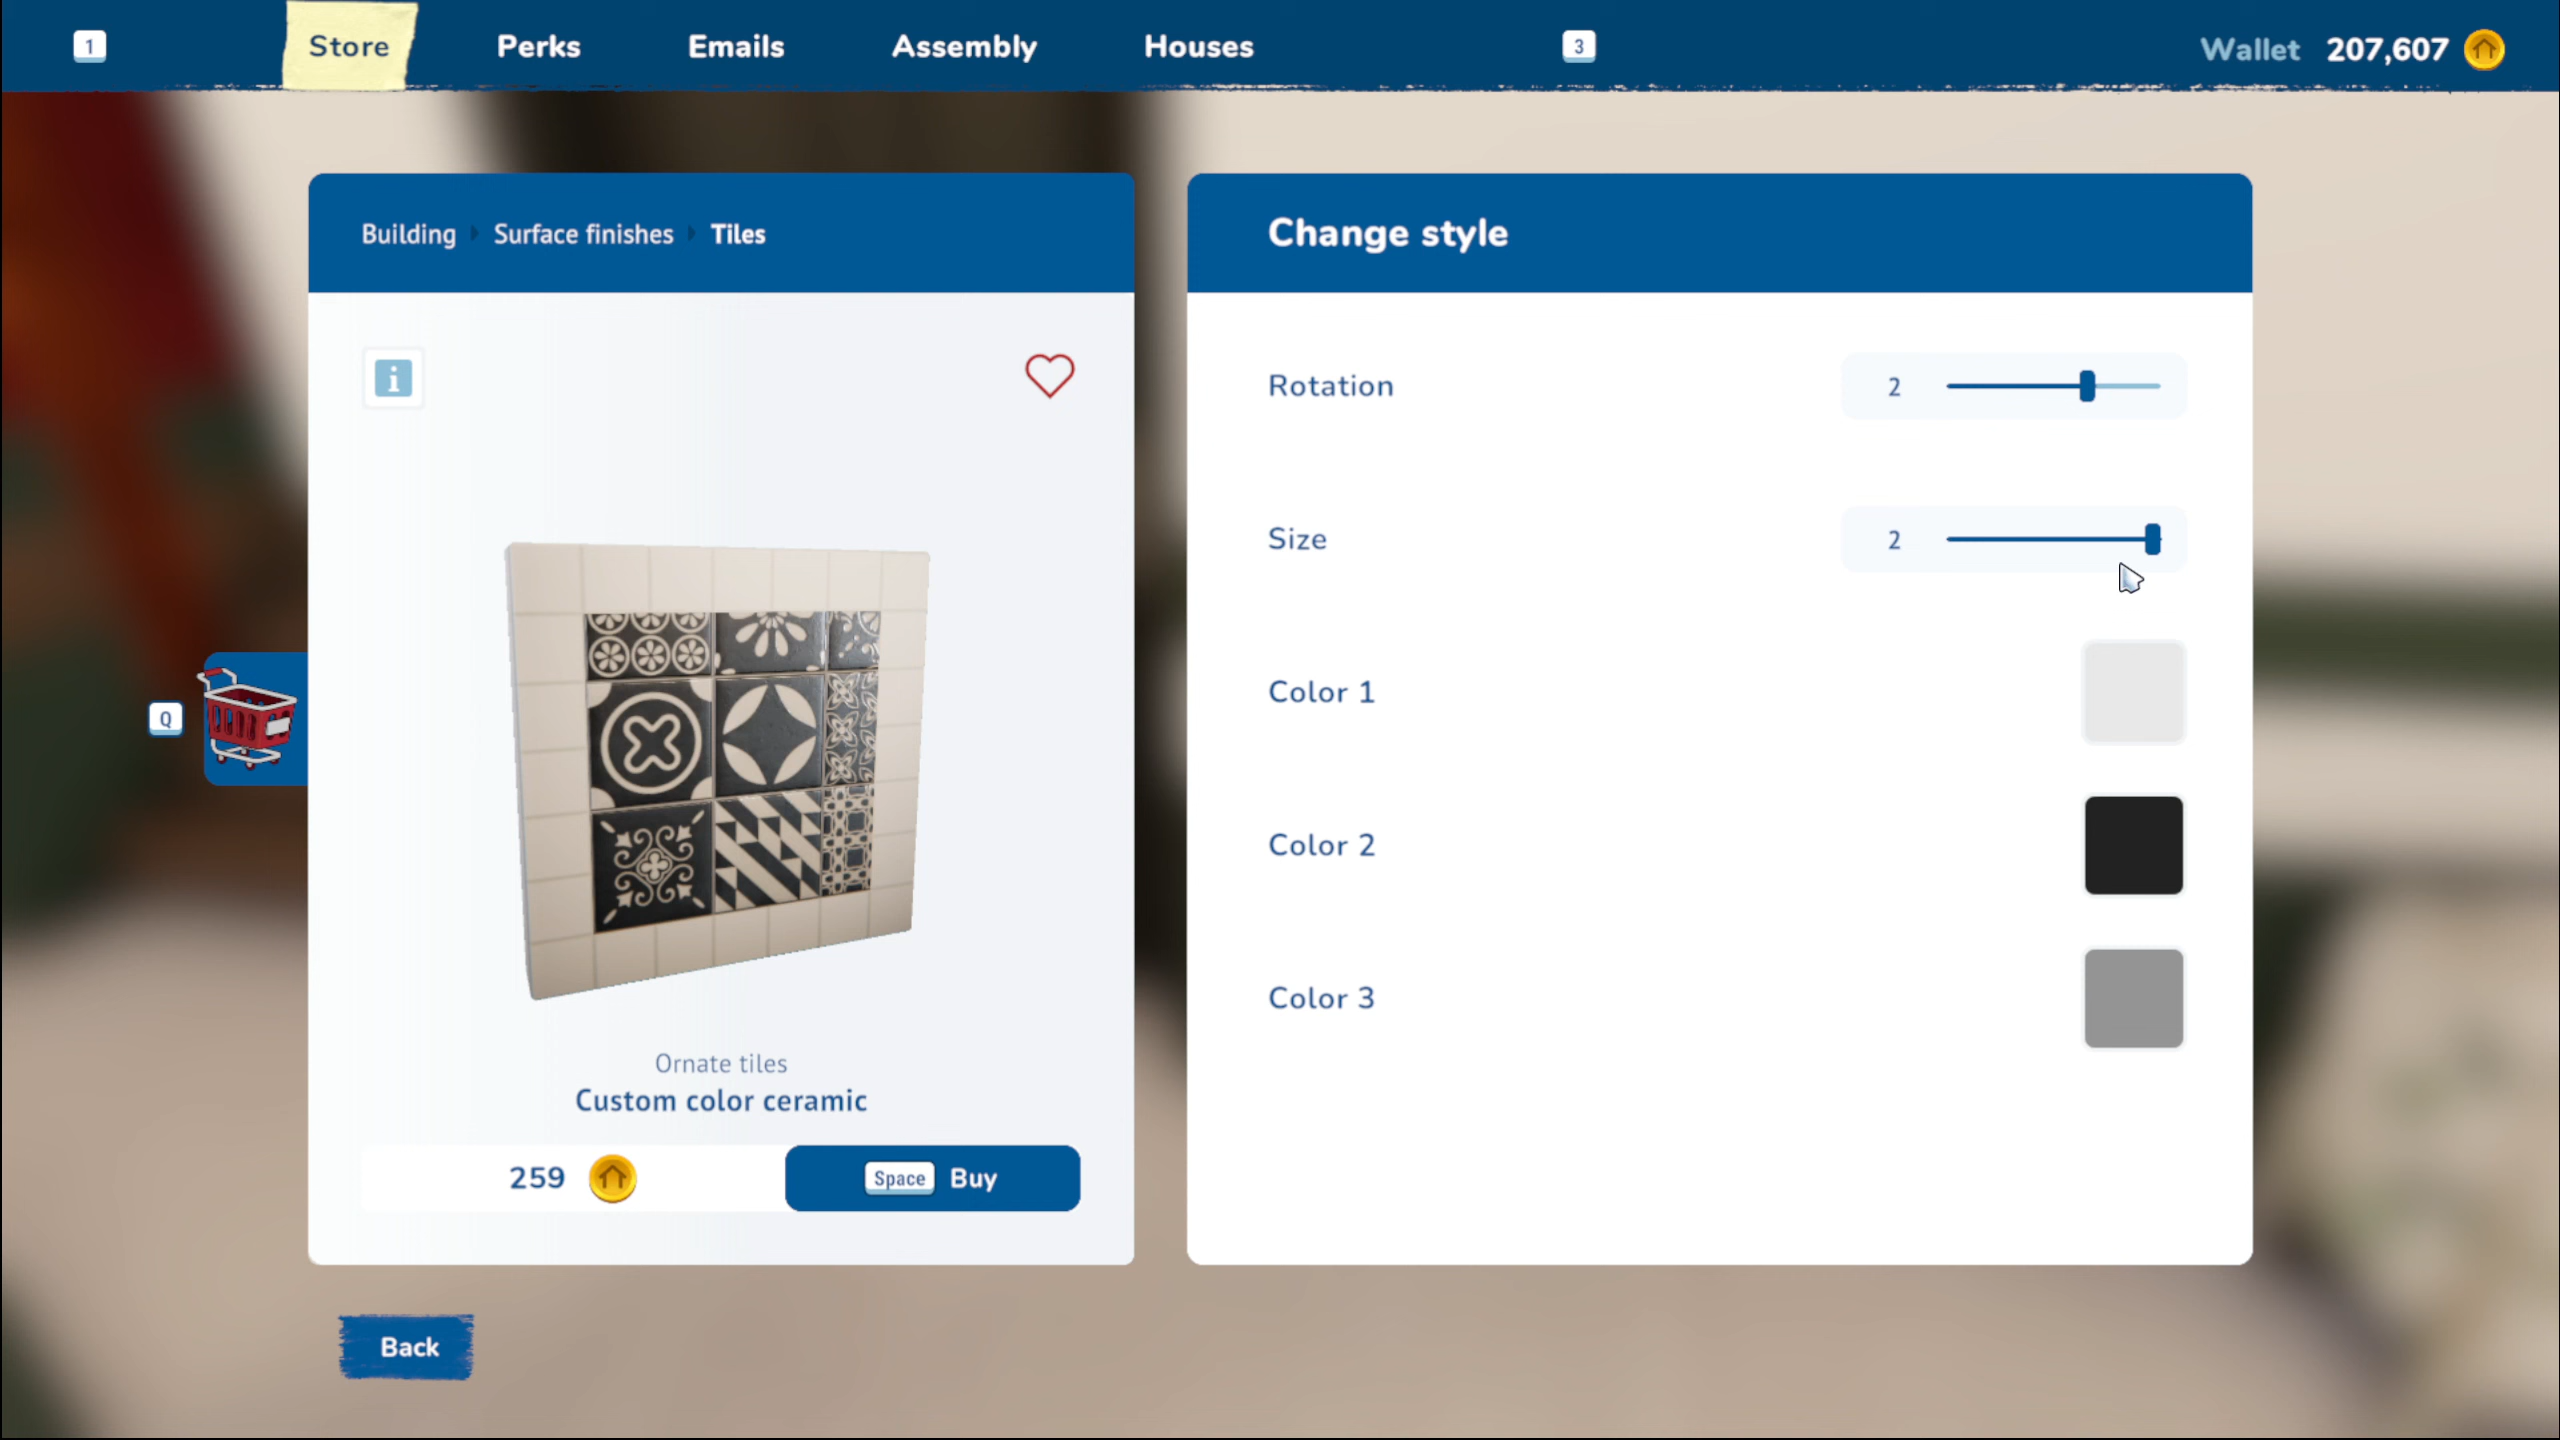 1 Store Perks Emails Assembly Houses 3 Wallet 207,607
Building Surface finishes Tiles
i
Q
Ornate tiles
Custom color ceramic
259 Space Buy
Back
Change style
Rotation 2
Size 2
Color 1
Color 2
Color 3